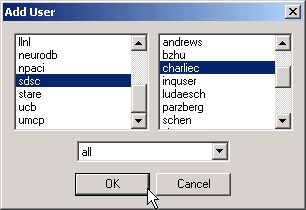 Add User
llnl
neurodb
npaci
sdsc
stare
ucb
umcp
andrews
bzhu
charliec
inquser
ludaesch
parzberg
schen
all
OK
Cancel